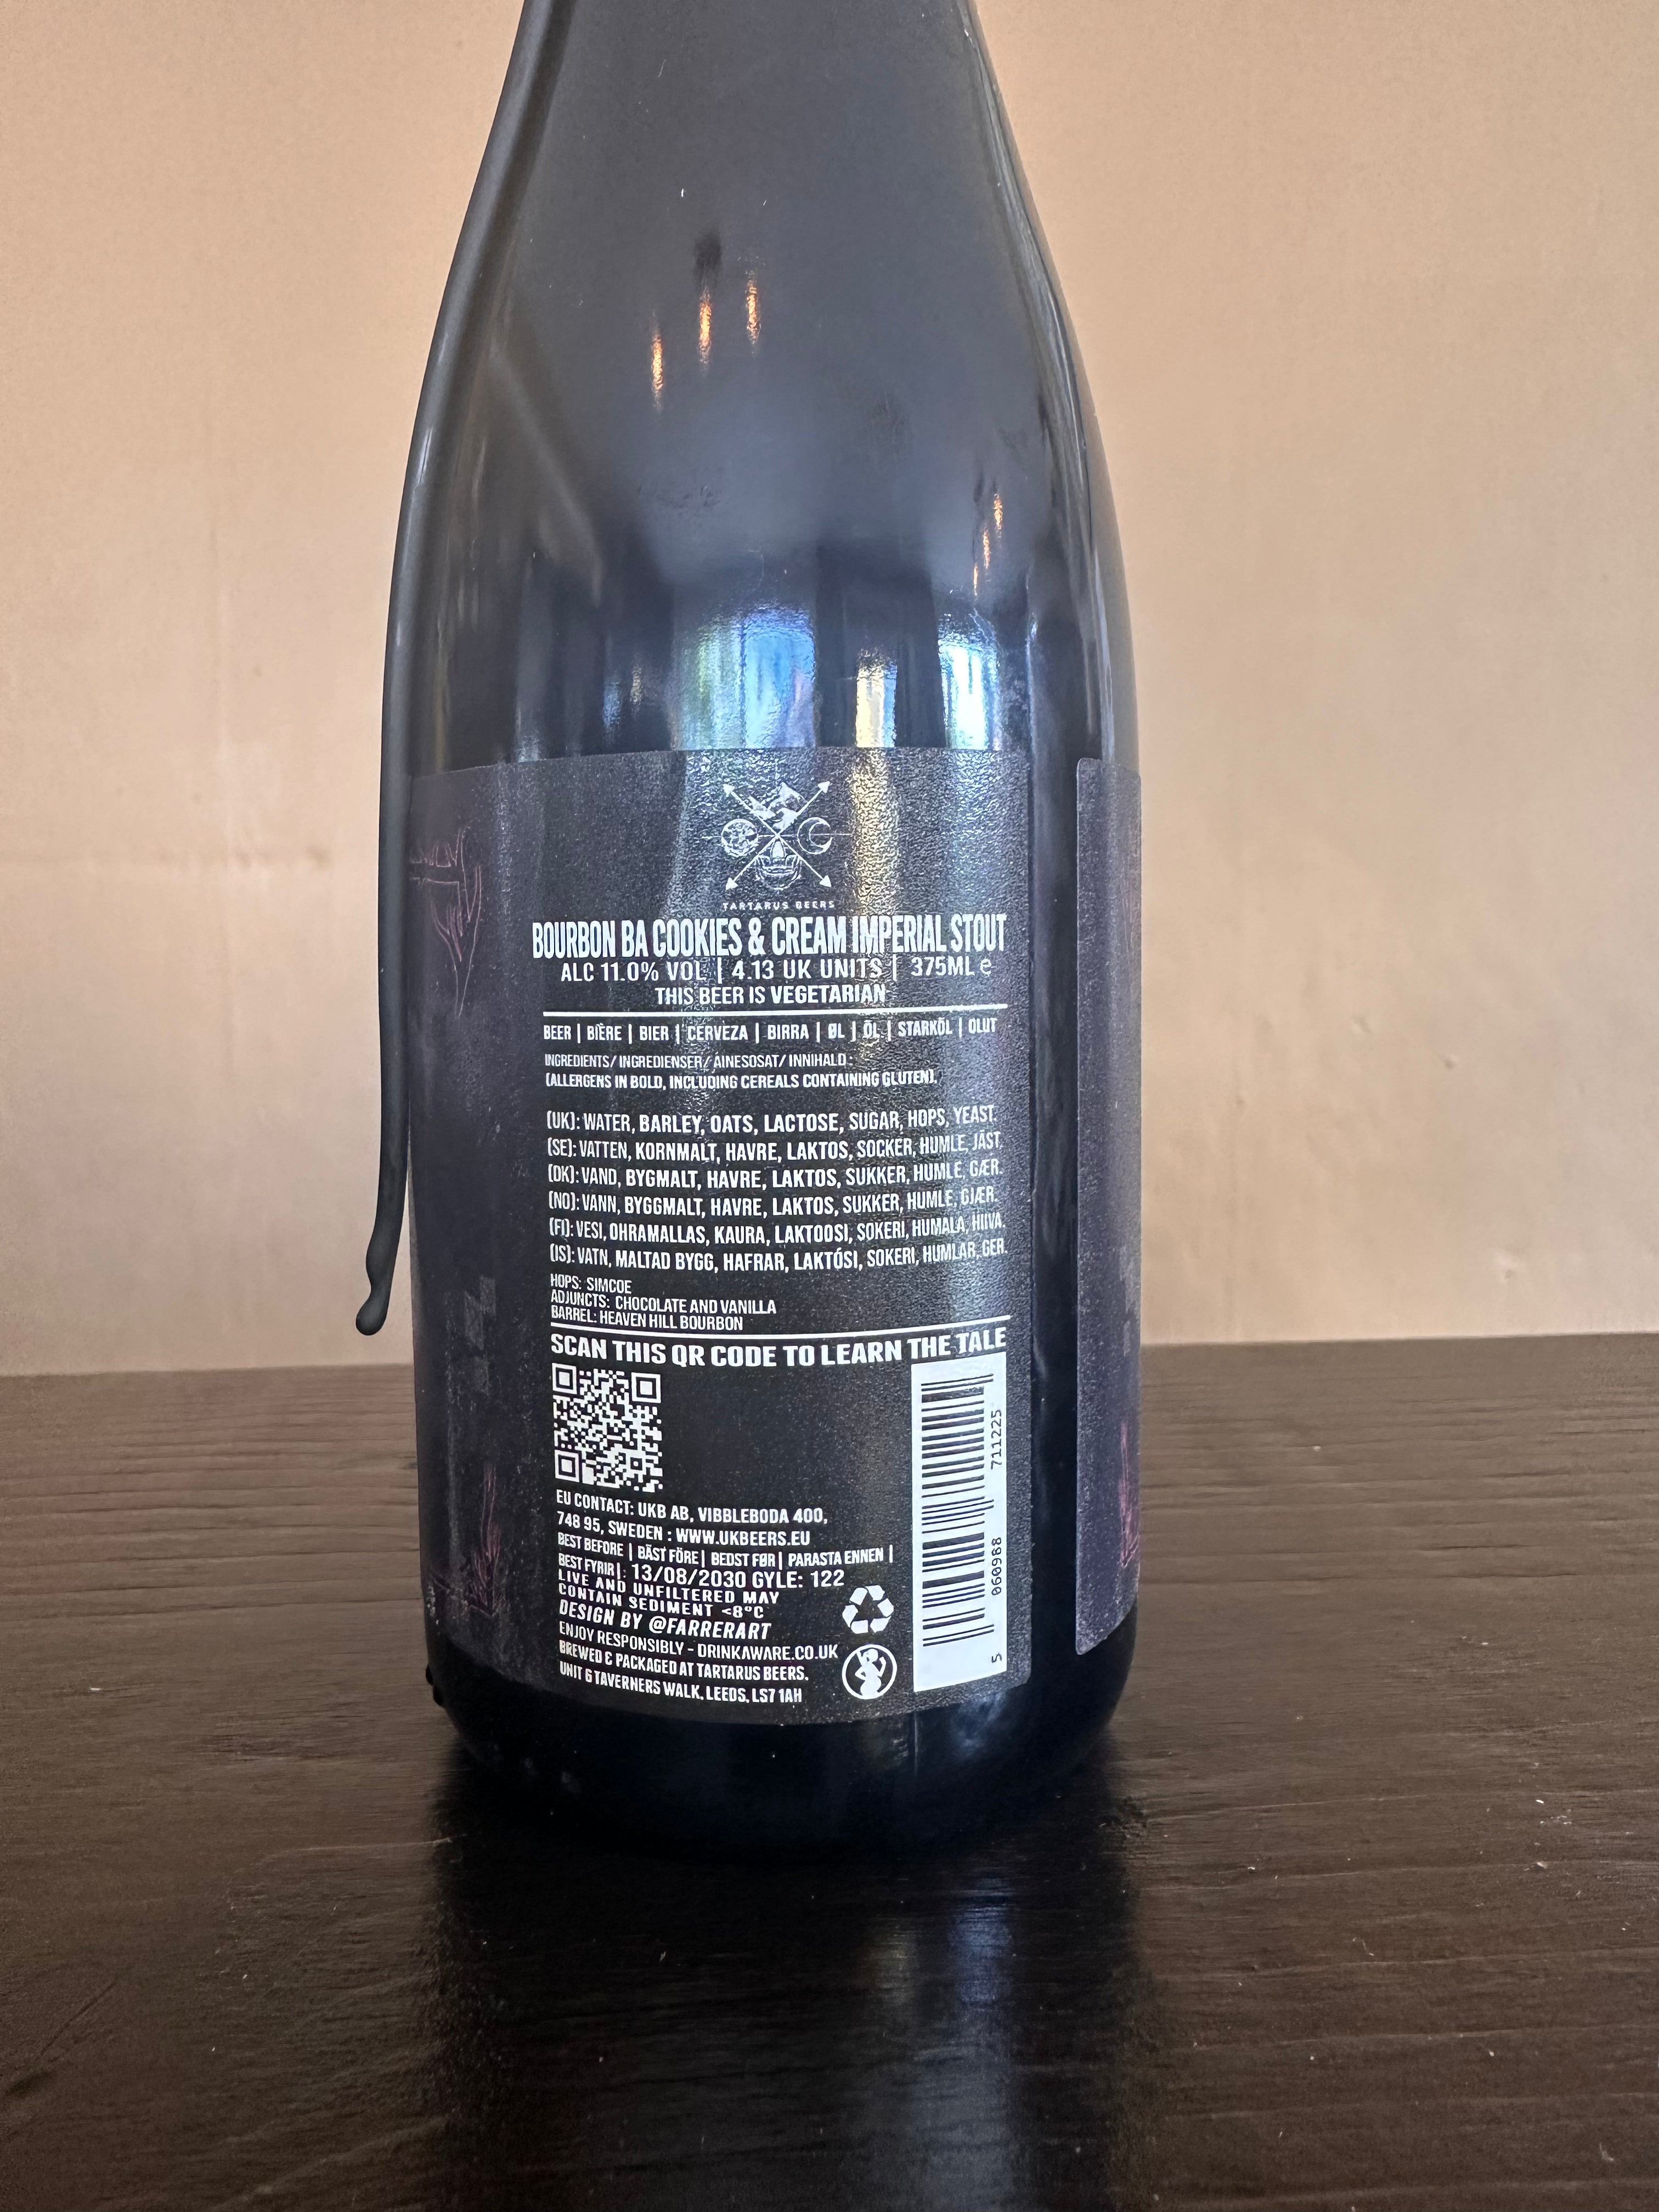 TARTARUS BEERS
BOURBON BA COOKIES & CREAM IMPERIAL STOUT
ALC 11.0% VOL | 4.13 UK UNITS | 375ML e
THIS BEER IS VEGETARIAN
BEER | BIÈRE | BIER | CERVEZA | BIRRA | ØL | ÖL | STARKÖL | OLUT
INGREDIENTS/ INGREDIENSER/ AINESOSAT/ INNIHALD:
(ALLERGENS IN BOLD, INCLUDING CEREALS CONTAINING GLUTEN).
(UK): WATER, BARLEY, OATS, LACTOSE, SUGAR, HOPS, YEAST.
(SE): VATTEN, KORNMALT, HAVRE, LAKTOS, SOCKER, HUMLE, JÄST.
(DK): VAND, BYGMALT, HAVRE, LAKTOS, SUKKER, HUMLE, GÆR.
(NO): VANN, BYGGMALT, HAVRE, LAKTOS, SUKKER, HUMLE, GJÆR.
(FI): VESI, OHRAMALLAS, KAURA, LAKTOOSI, SOKERI, HUMALA, HIIVA.
(IS): VATN, MALTAD BYGG, HAFRAR, LAKTÓSI, SOKERI, HUMLAR, GER.
HOPS: SIMCOE
ADJUNCTS: CHOCOLATE AND VANILLA
BARREL: HEAVEN HILL BOURBON
SCAN THIS QR CODE TO LEARN THE TALE
EU CONTACT: UKB AB, VIBBLEBODA 400,
748 95, SWEDEN : WWW.UKBEERS.EU
BEST BEFORE | BÄST FÖRE | BEDST FØR | PARASTA ENNEN |
BEST FYRIR|: 13/08/2030 GYLE: 122
LIVE AND UNFILTERED MAY
CONTAIN SEDIMENT <8°C
DESIGN BY @FARRERART
ENJOY RESPONSIBLY - DRINKAWARE.CO.UK
BREWED & PACKAGED AT TARTARUS BEERS,
UNIT 6 TAVERNERS WALK, LEEDS, LS7 1AH
5 060988 711225